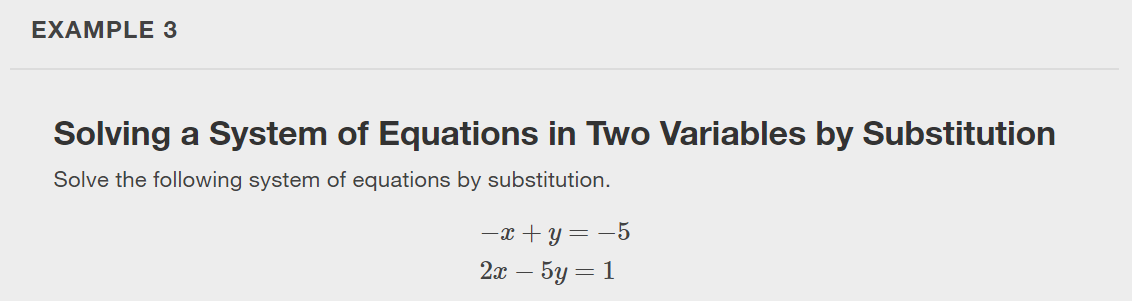 EXAMPLE 3
Solving a System of Equations in Two Variables by Substitution
Solve the following system of equations by substitution.
−x + y = −5
2x − 5y = 1